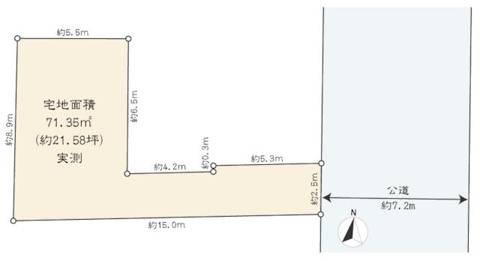 約5.5m
宅地面積
71.35㎡
(約21.58坪)
実測
約8.9m
約6.5m
約4.2m
約0.3m
約5.3m
約2.5m
約15.0m
公道
約7.2m
N